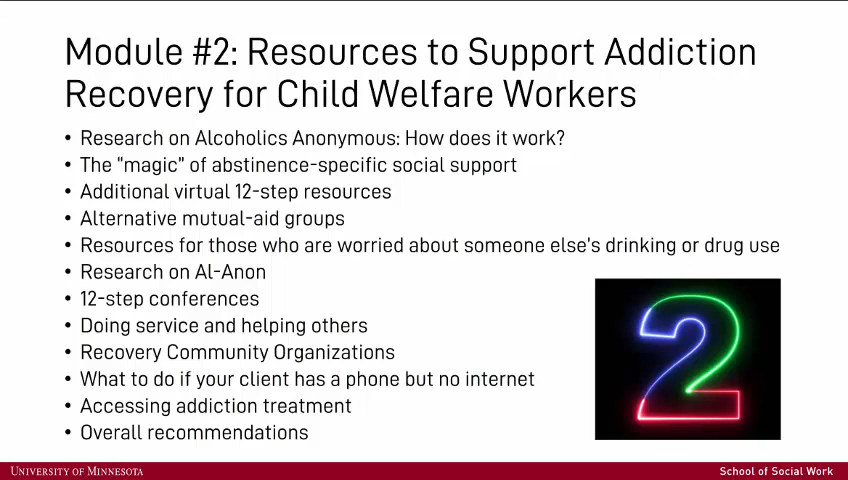 Module #2: Resources to Support Addiction
Recovery for Child Welfare Workers
• Research on Alcoholics Anonymous: How does it work?
• The “magic” of abstinence-specific social support
• Additional virtual 12-step resources
• Alternative mutual-aid groups
• Resources for those who are worried about someone else’s drinking or drug use
• Research on Al-Anon
• 12-step conferences
• Doing service and helping others
• Recovery Community Organizations
• What to do if your client has a phone but no internet
• Accessing addiction treatment
• Overall recommendations
2
University of Minnesota
School of Social Work